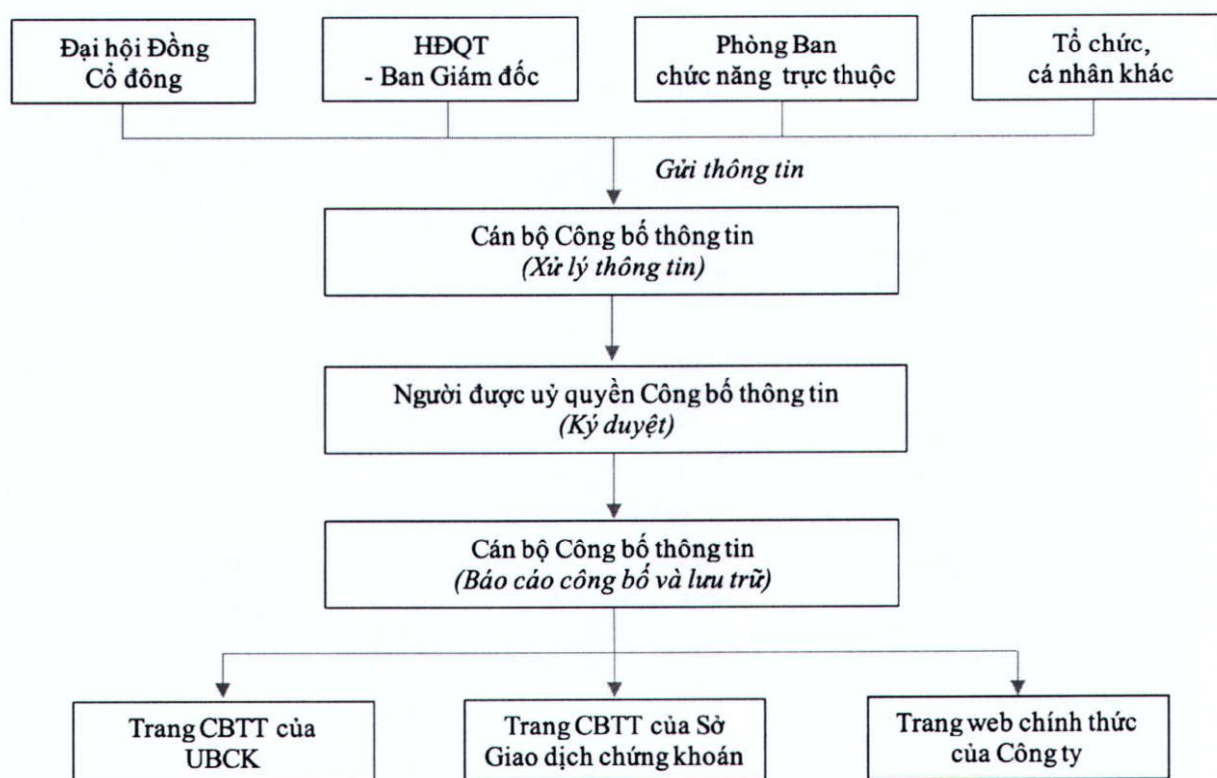 Đại hội Đồng
Cổ đông
HĐQT
- Ban Giám đốc
Phòng Ban
chức năng trực thuộc
Tổ chức,
cá nhân khác
Gửi thông tin
Cán bộ Công bố thông tin
(Xử lý thông tin)
Người được uỷ quyền Công bố thông tin
(Ký duyệt)
Cán bộ Công bố thông tin
(Báo cáo công bố và lưu trữ)
Trang CBTT của
UBCK
Trang CBTT của Sở
Giao dịch chứng khoán
Trang web chính thức
của Công ty